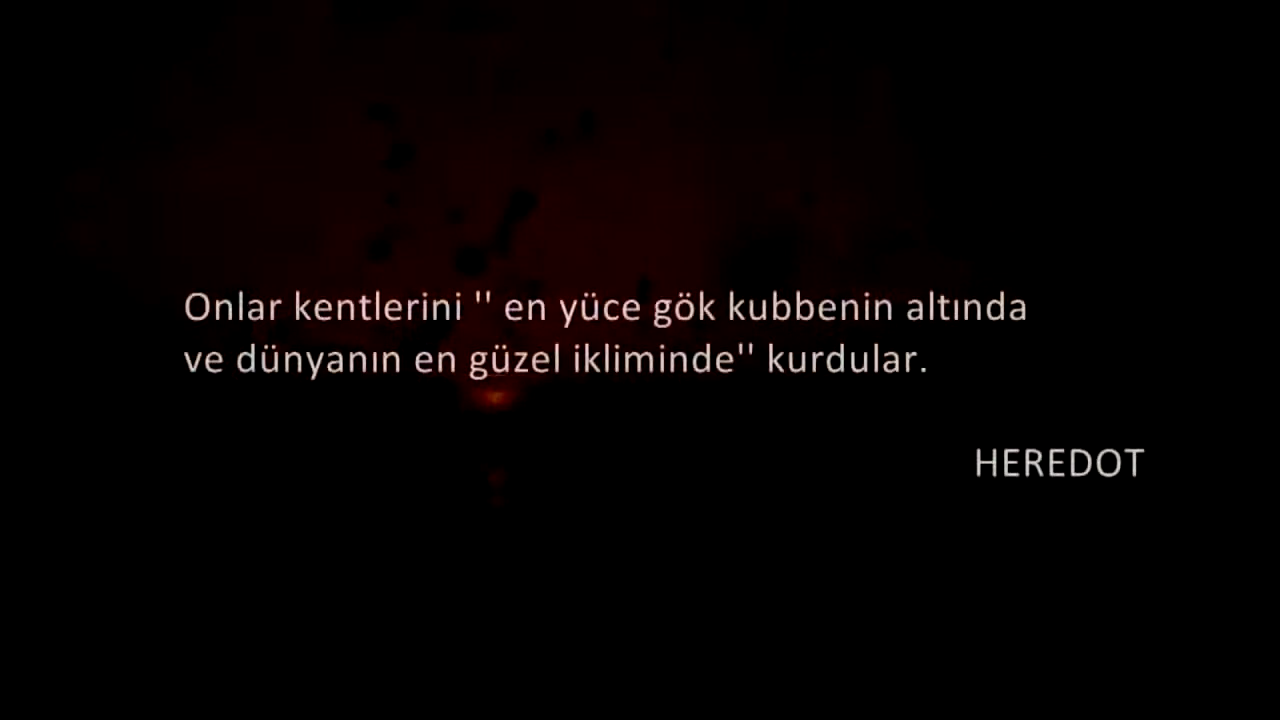 Onlar kentlerini '' en yüce gök kubbenin altında
ve dünyanın en güzel ikliminde'' kurdular.
HEREDOT